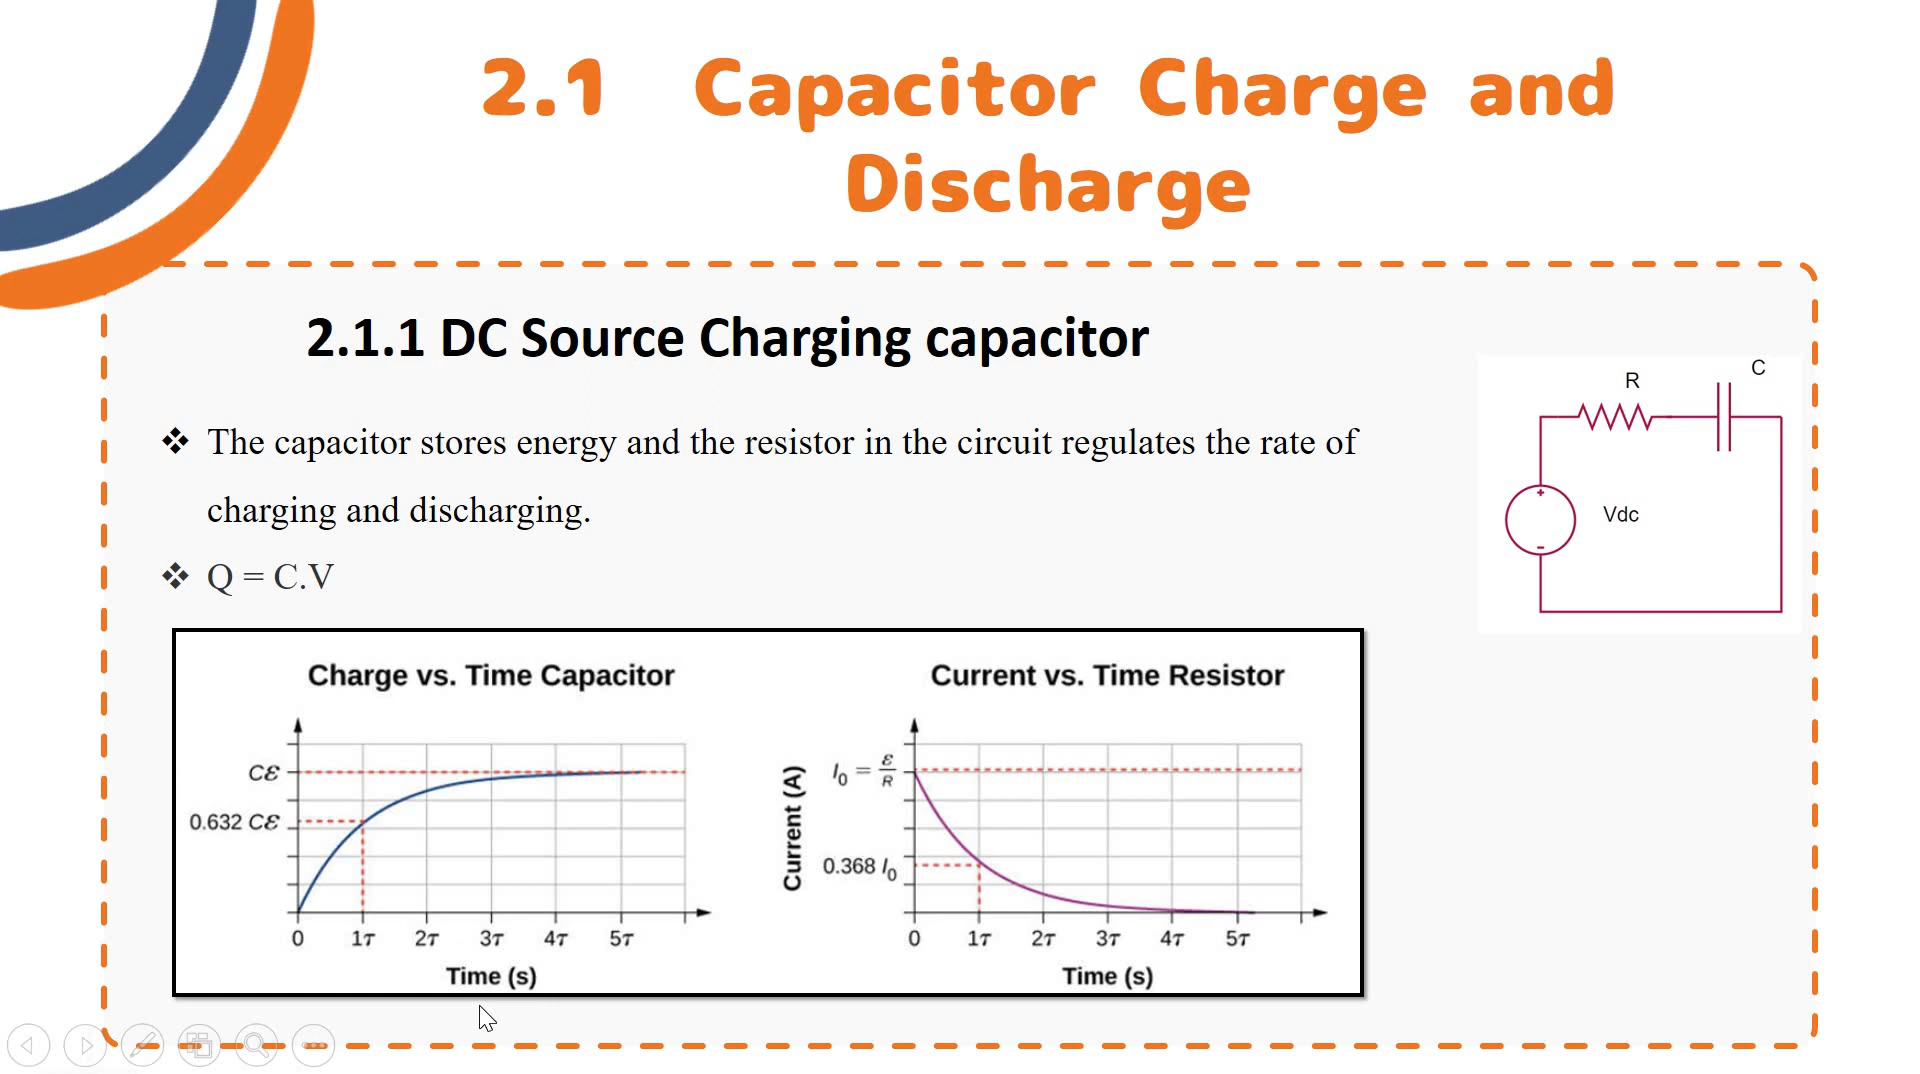 2.1 Capacitor Charge and
Discharge
2.1.1 DC Source Charging capacitor
❖ The capacitor stores energy and the resistor in the circuit regulates the rate of
charging and discharging.
❖ Q = C.V
R
C
+
Vdc
-
Charge vs. Time Capacitor
Cℰ
0.632 Cℰ
0 1τ 2τ 3τ 4τ 5τ
Time (s)
Current vs. Time Resistor
Current (A)
I₀ = ℰ/R
0.368 I₀
0 1τ 2τ 3τ 4τ 5τ
Time (s)